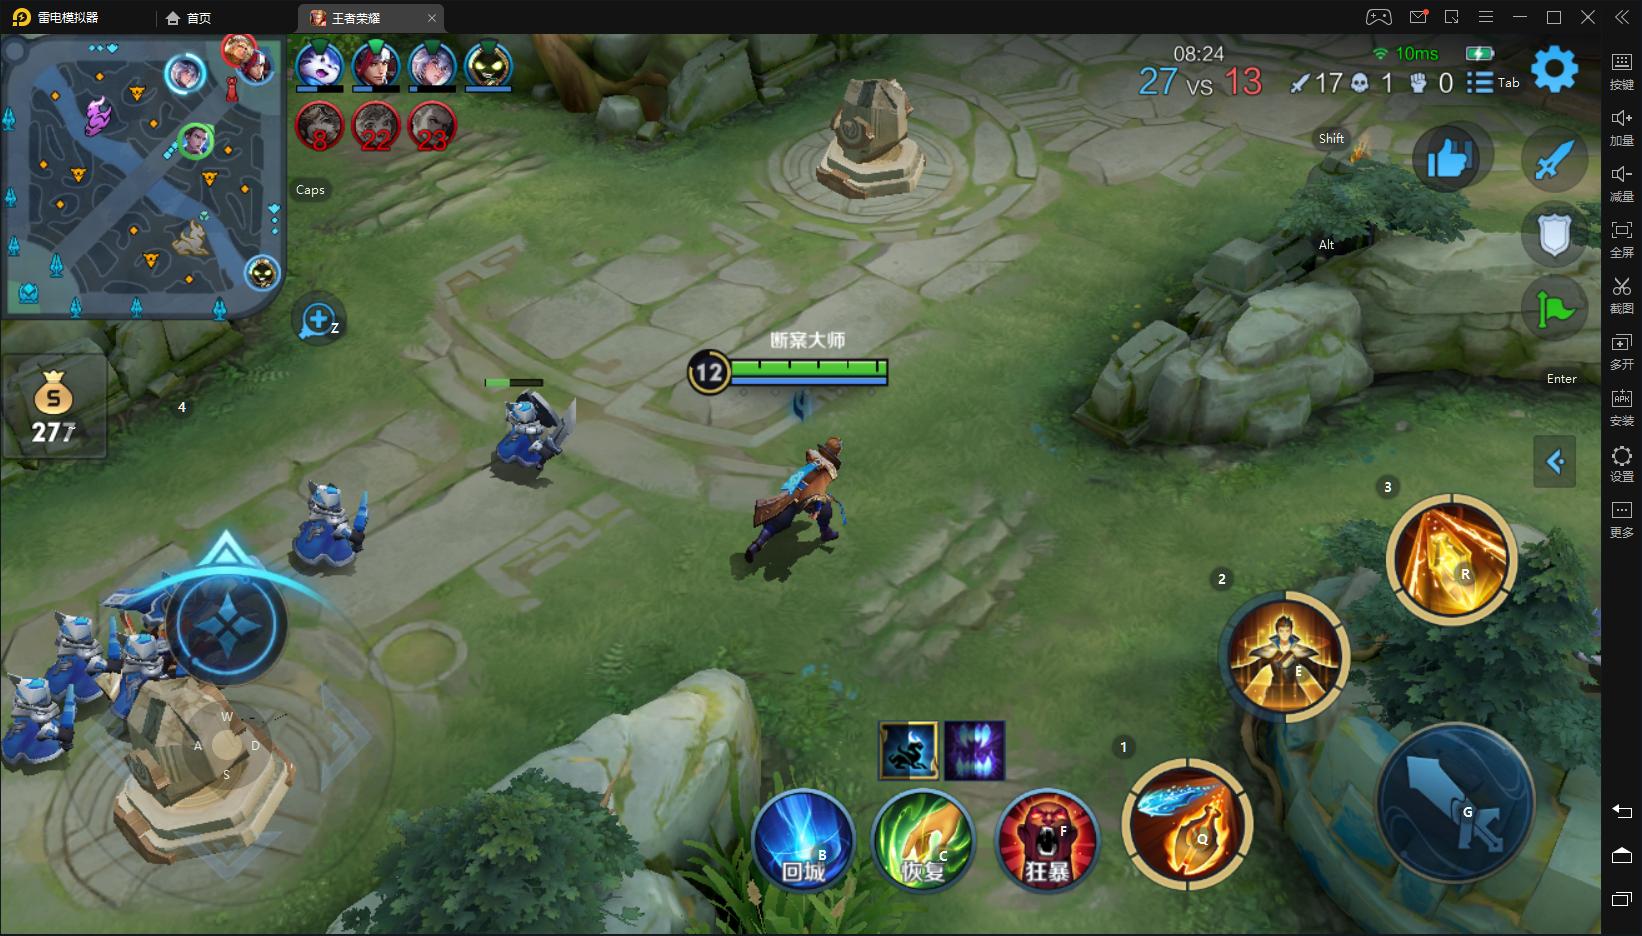 雷电模拟器
首页
王者荣耀
08:24
10ms
27 VS 13
17
1
0
Tab
8
22
23
Caps
Shift
Alt
Enter
Z
S
277
4
断案大师
12
W
A
D
S
3
R
2
E
1
Q
G
B
回城
C
恢复
F
狂暴
按键
加量
减量
全屏
截图
多开
APK
安装
设置
更多